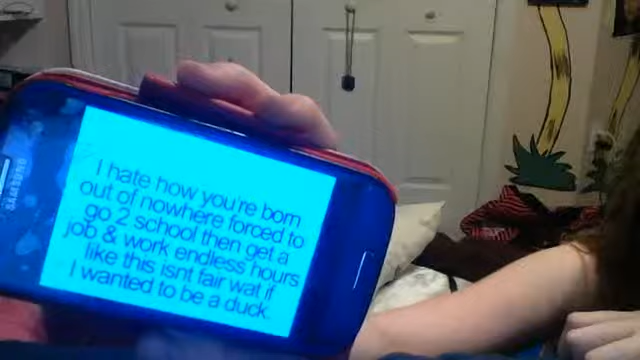 SAMSUNG
I hate how you're born
out of nowhere forced to
go 2 school then get a
job & work endless hours
like this isnt fair wat if
I wanted to be a duck.